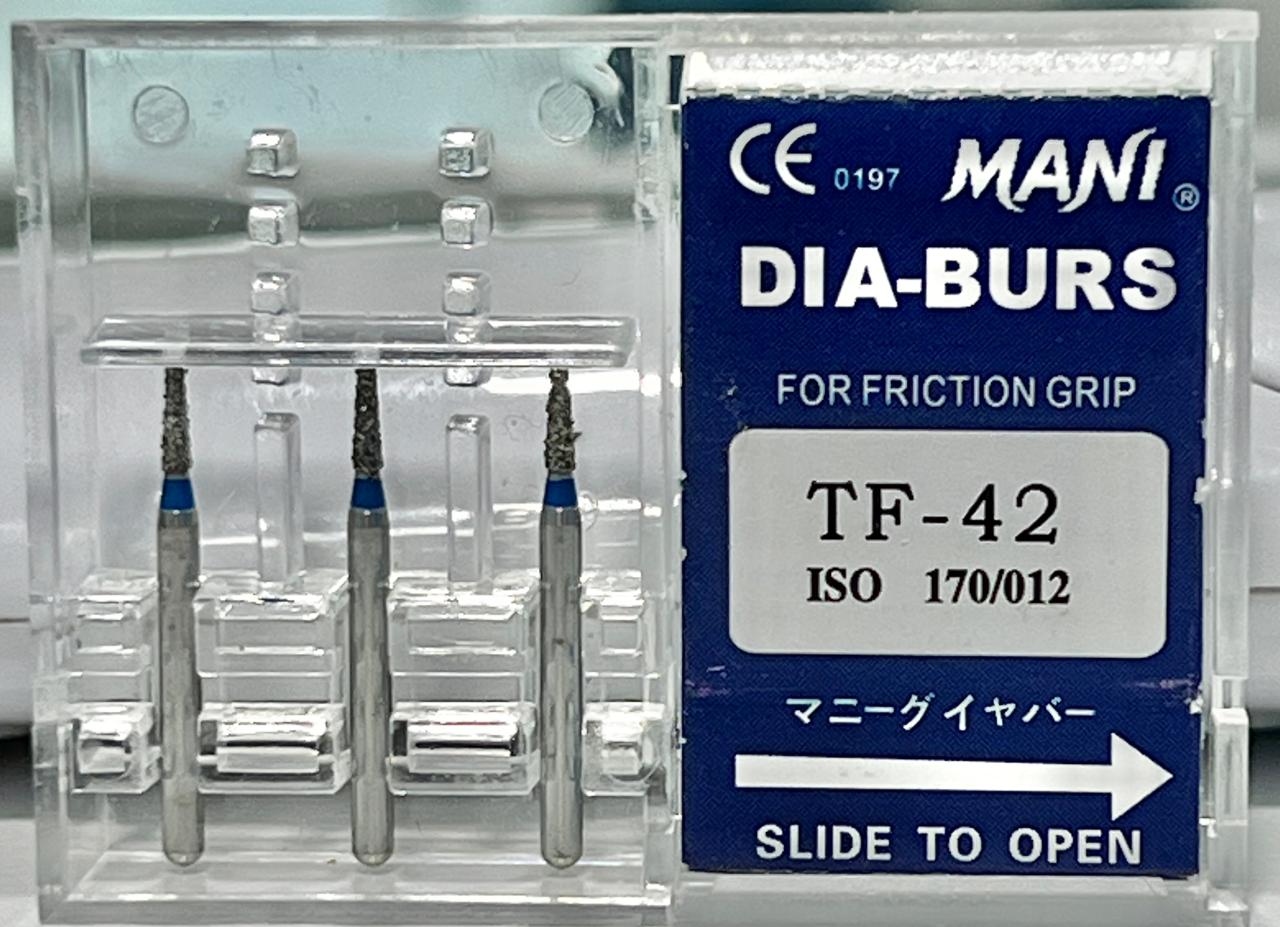 CE 0197 MANI®
DIA-BURS
FOR FRICTION GRIP
TF-42
ISO 170/012
マニーグイヤバー
SLIDE TO OPEN